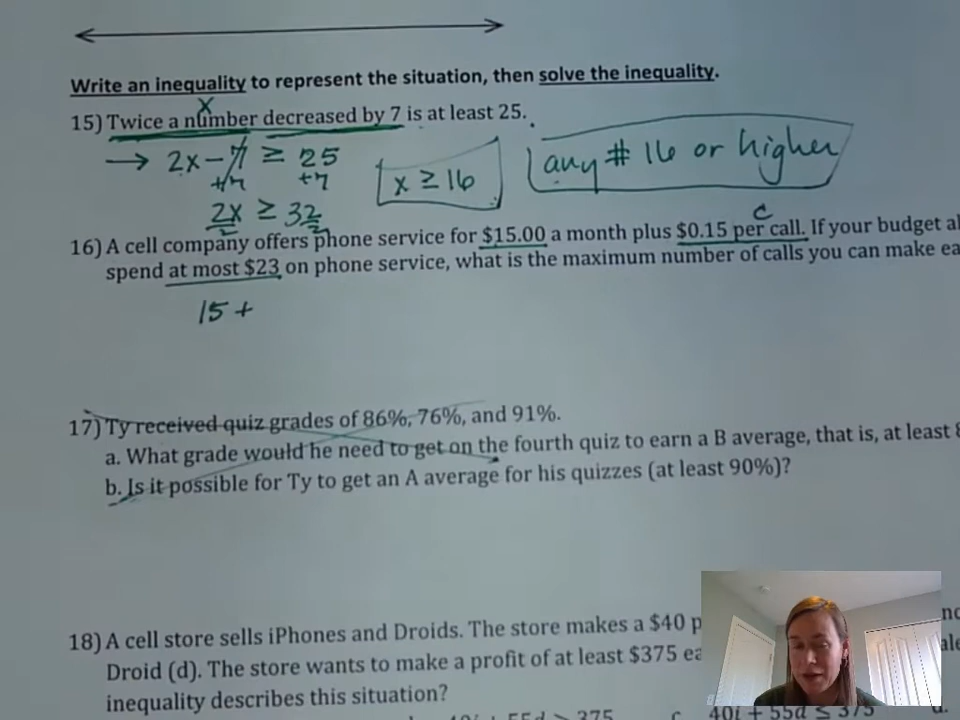 Write an inequality to represent the situation, then solve the inequality.
x
15) Twice a number decreased by 7 is at least 25.
→ 2x - 7 ≥ 25
+7 +7
2x ≥ 32
2 2
x ≥ 16
any # 16 or higher
c
16) A cell company offers phone service for $15.00 a month plus $0.15 per call. If your budget
spend at most $23 on phone service, what is the maximum number of calls you can make
15 +
17) Ty received quiz grades of 86%, 76%, and 91%.
a. What grade would he need to get on the fourth quiz to earn a B average, that is, at least
b. Is it possible for Ty to get an A average for his quizzes (at least 90%)?
18) A cell store sells iPhones and Droids. The store makes a $40
Droid (d). The store wants to make a profit of at least $375
inequality describes this situation?
40i + 55d > 375 c. 40i + 55d ≤ 375 d.